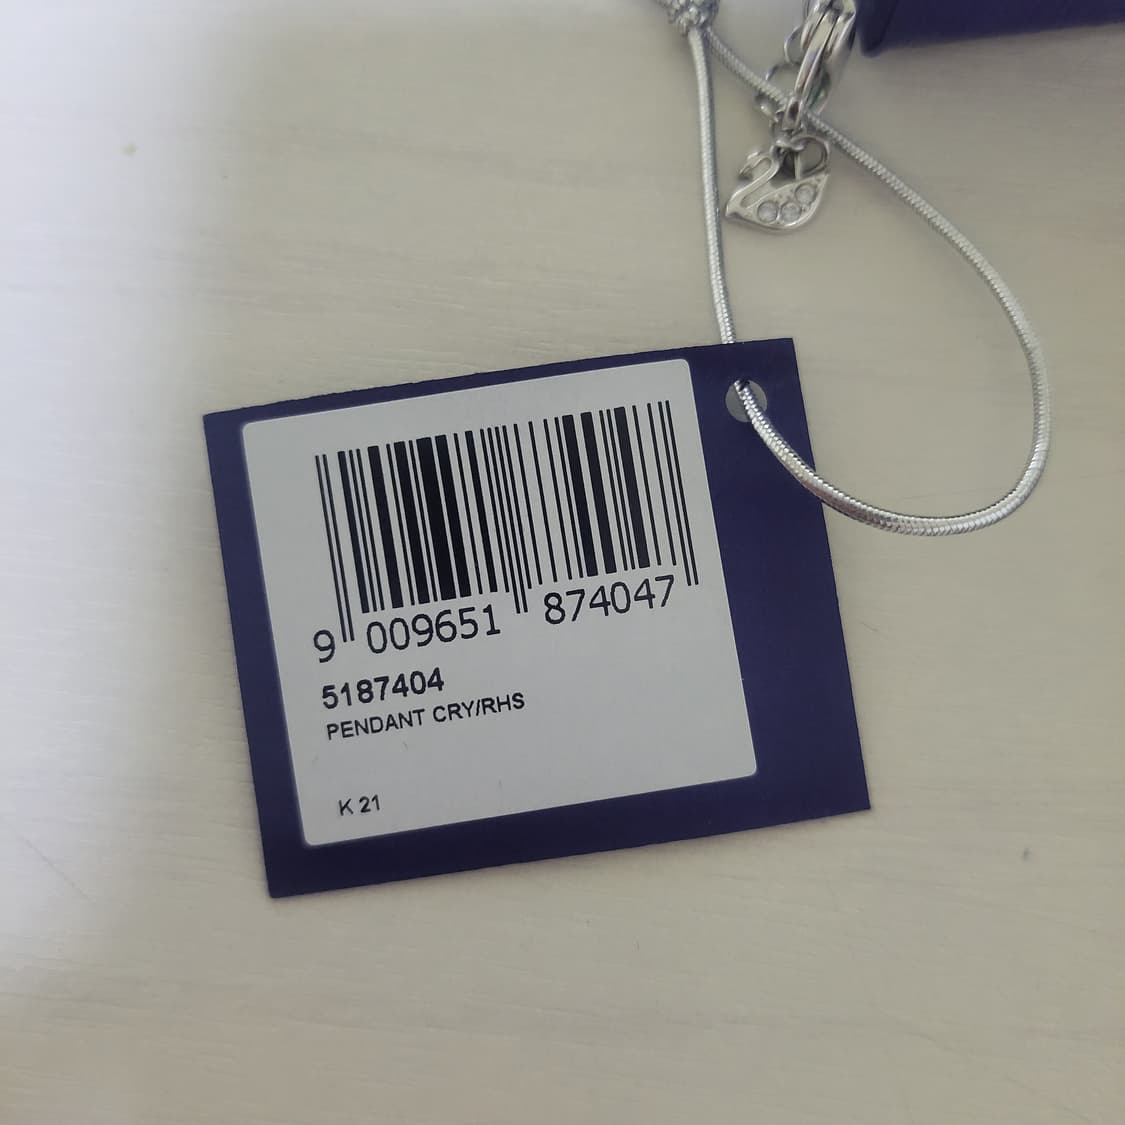 9 009651 874047
5187404
PENDANT CRY/RHS
K 21